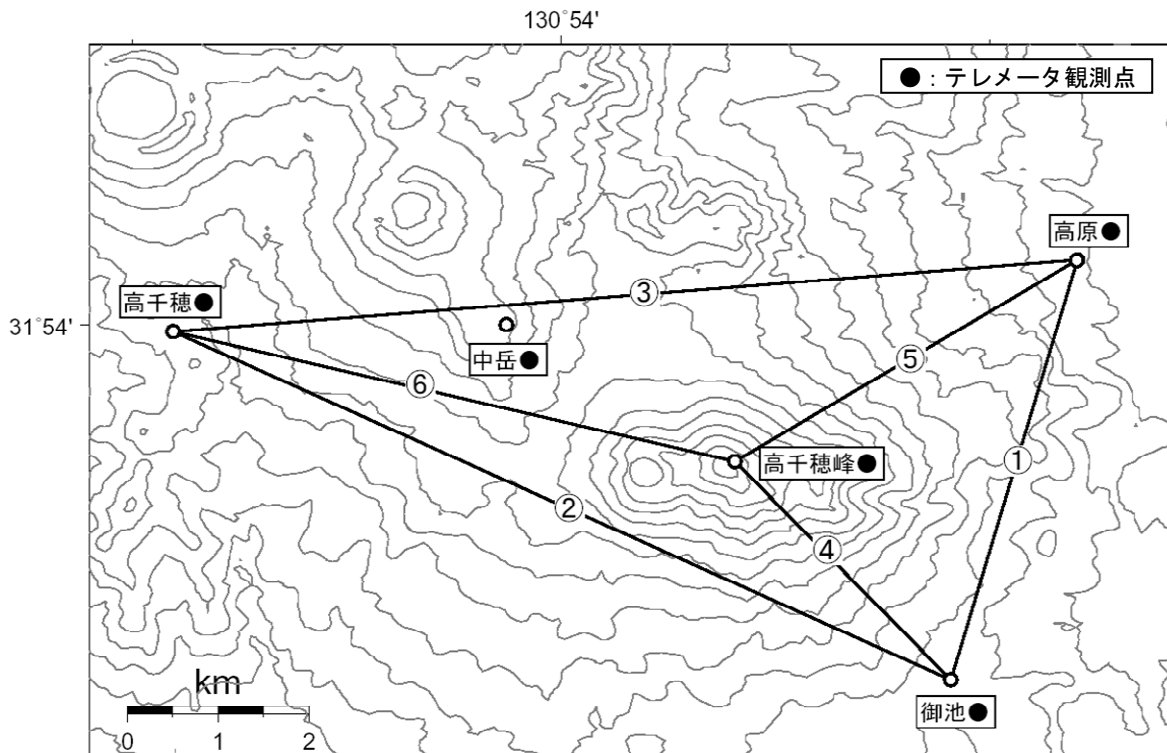 130°54'
●：テレメータ観測点
高原●
③
高千穂●
31°54'
中岳●
⑤
⑥
高千穂峰●
①
②
④
km
0 1 2
御池●